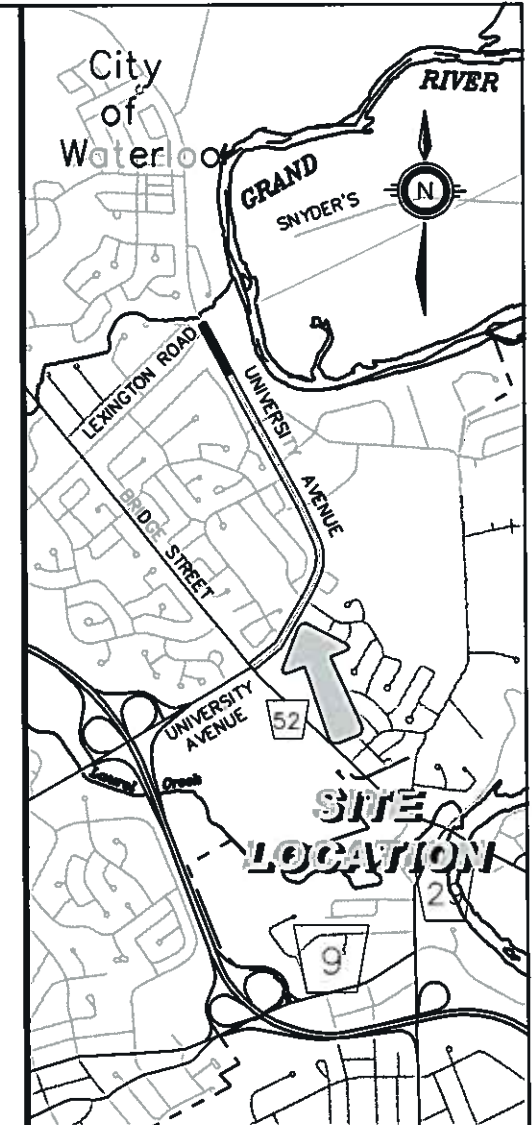 City
of
Waterloo
RIVER
GRAND
N
SNYDER'S
LEXINGTON ROAD
UNIVERSITY
AVENUE
BRIDGE STREET
UNIVERSITY
AVENUE
52
Laurel Creek
SITE
LOCATION
9